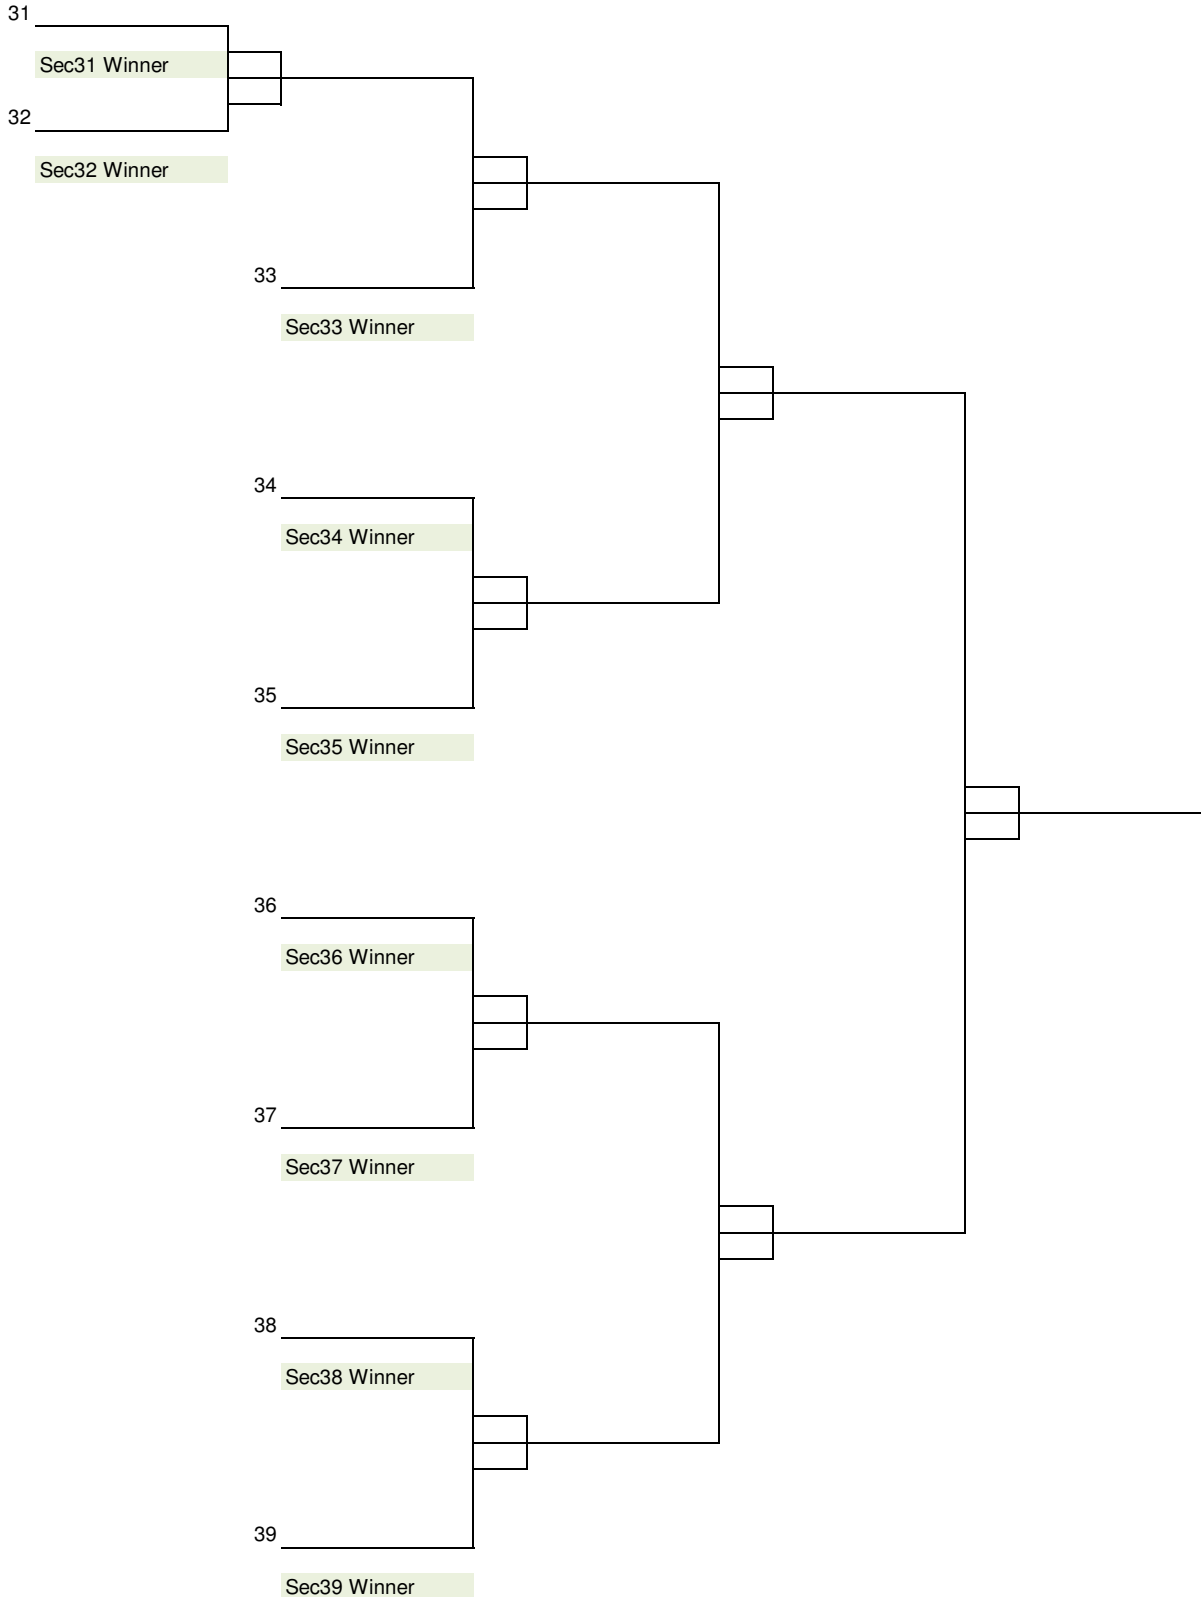 31
Sec31 Winner
32
Sec32 Winner
33
Sec33 Winner
34
Sec34 Winner
35
Sec35 Winner
36
Sec36 Winner
37
Sec37 Winner
38
Sec38 Winner
39
Sec39 Winner